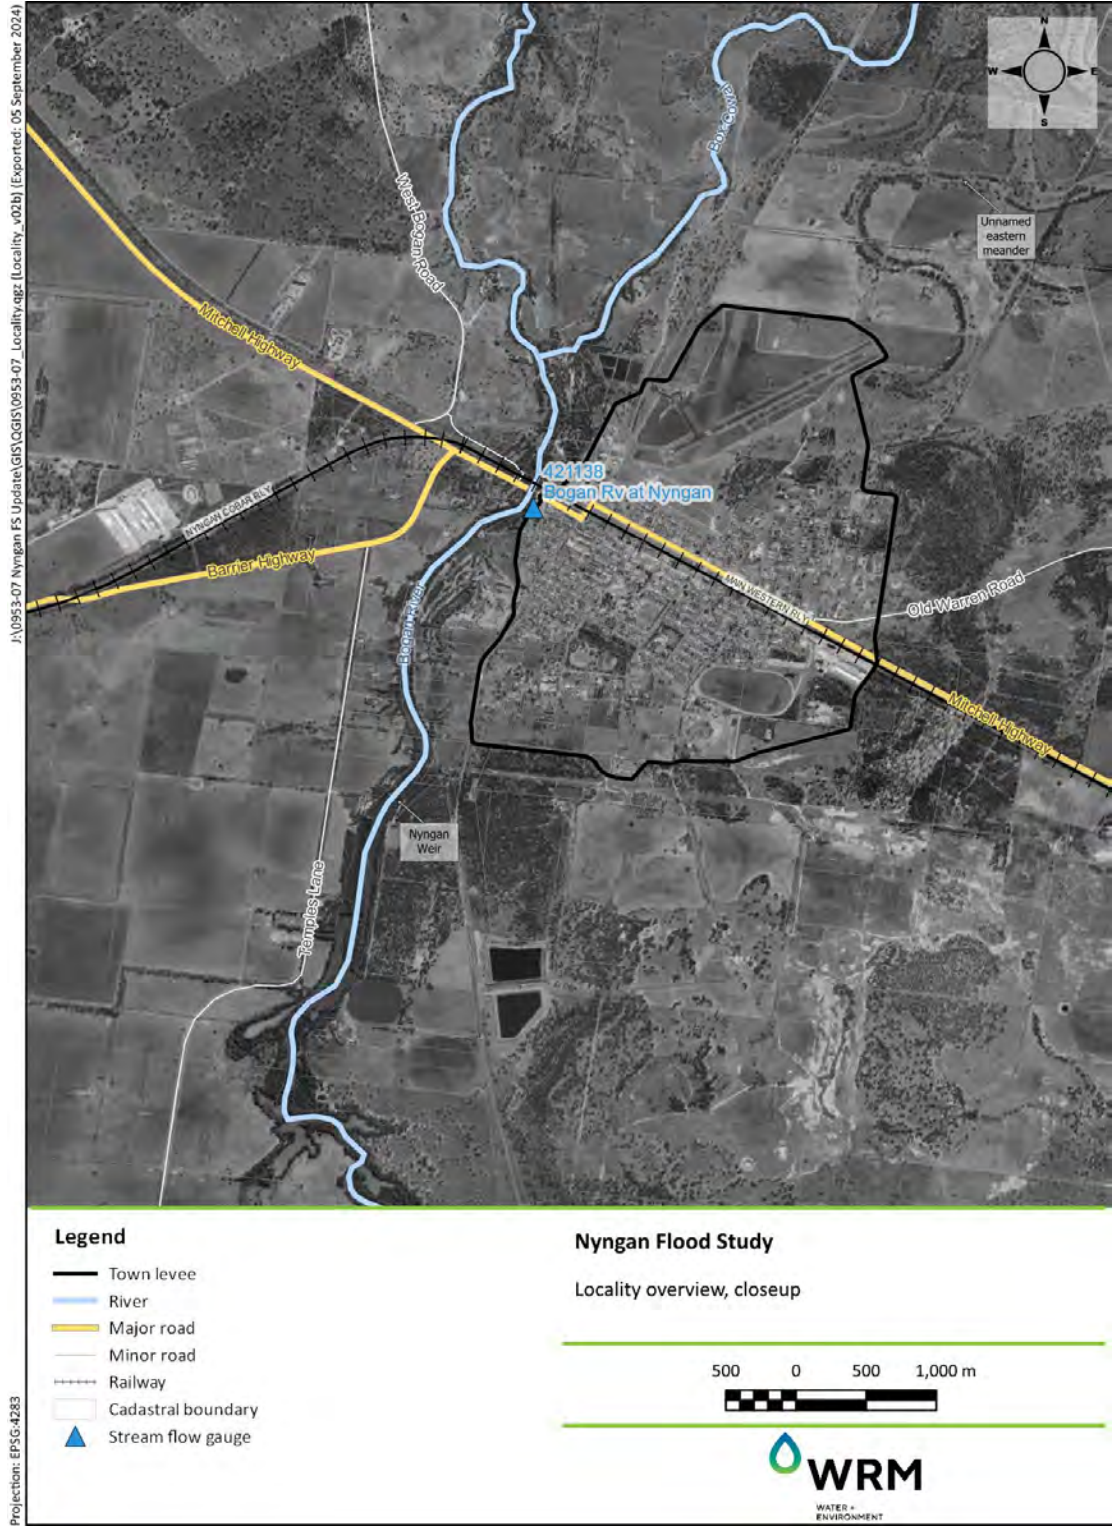 J:\0953-07 Nyngan FS Update\GIS\QGIS\0953-07_Locality.qgz (Locality_v02b) (Exported: 05 September 2024)
Projection: EPSG:4283
N
W
E
S
Box Cowal
West Bogan Road
Unnamed
eastern
meander
Mitchell Highway
421138
Bogan Rv at Nyngan
NYNGAN COBAR RLY
Barrier Highway
MAIN WESTERN RLY
Old Warren Road
Bogan River
Mitchell Highway
Nyngan
Weir
Temples Lane
Legend
Town levee
River
Major road
Minor road
Railway
Cadastral boundary
Stream flow gauge
Nyngan Flood Study
Locality overview, closeup
500 0 500 1,000 m
WRM
WATER +
ENVIRONMENT